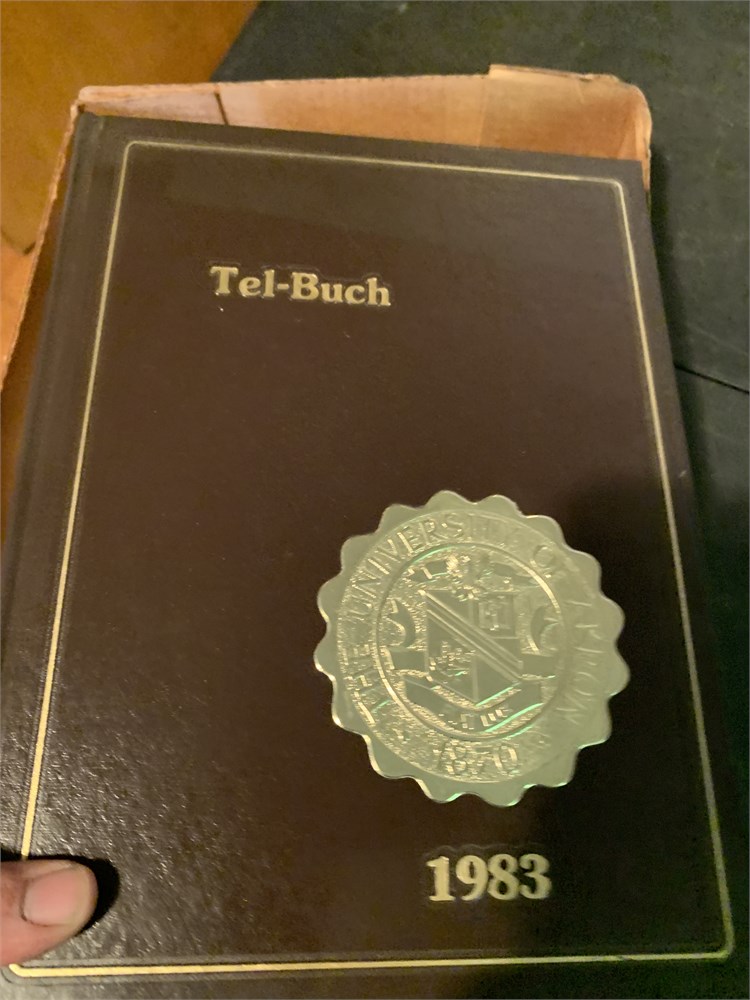 Tel-Buch
THE UNIVERSITY OF AKRON
1870
1983